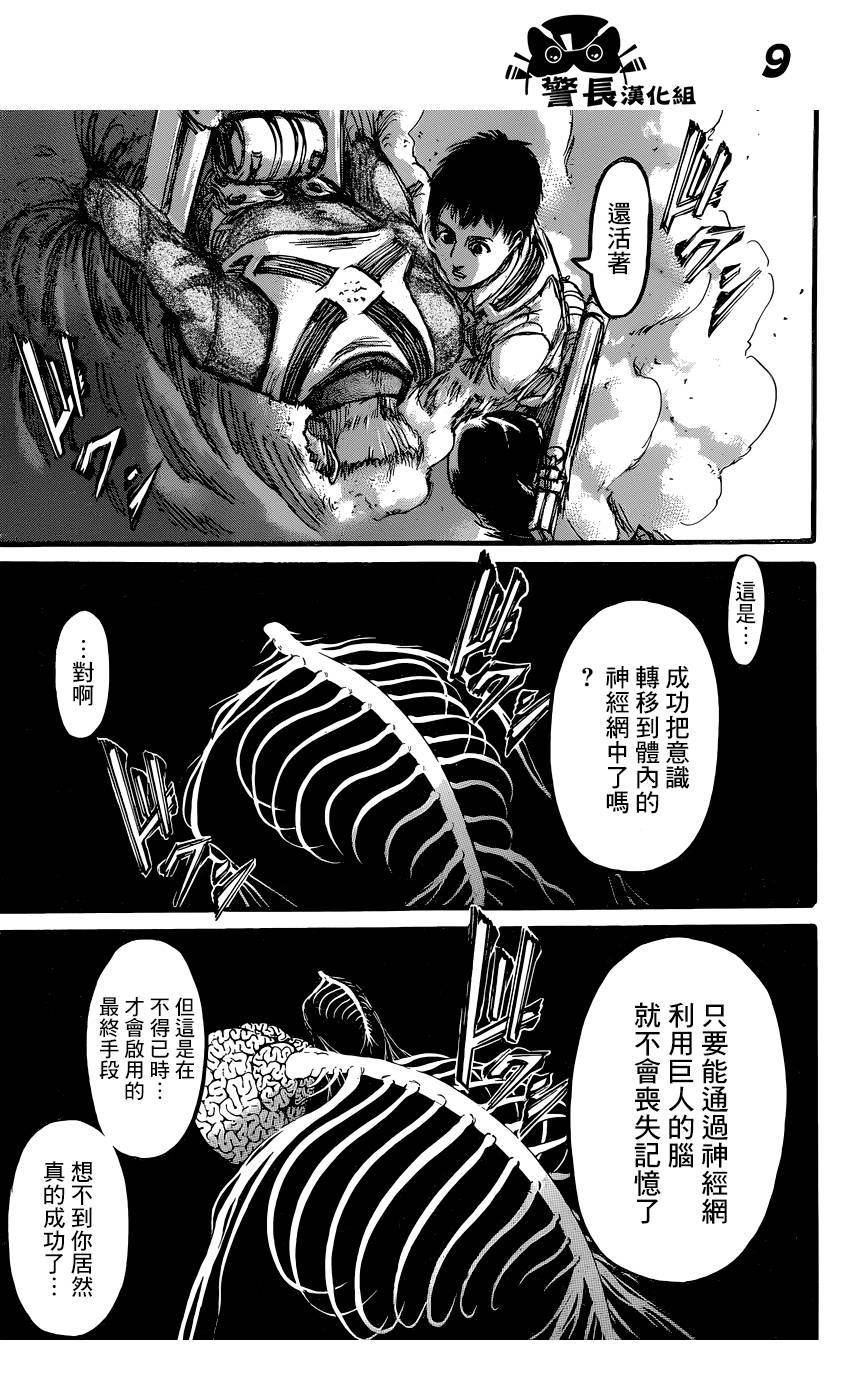 警長漢化組
9
還活著
ドクン
ドクン
這是…
成功把意識
轉移到體內的
神經網中了嗎
?
…對啊
ドクン
ドクン
只要能通過神經網
利用巨人的腦
就不會喪失記憶了
ドクン
但這是在
不得已時…
才會啟用的
最終手段
想不到你居然
真的成功了…